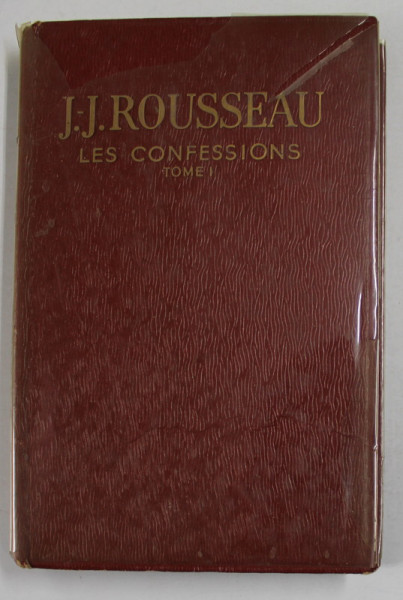 J.-J. ROUSSEAU
LES CONFESSIONS
TOME I